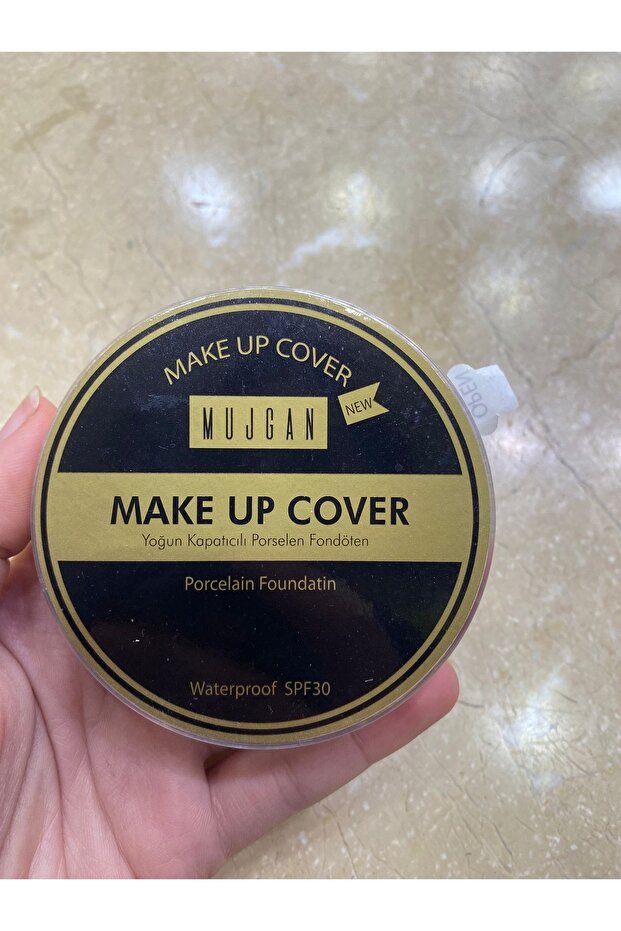 MAKE UP COVER
MUJGAN
NEW
MAKE UP COVER
Yoğun Kapatıcılı Porselen Fondöten
Porcelain Foundatin
Waterproof SPF30
OPEN